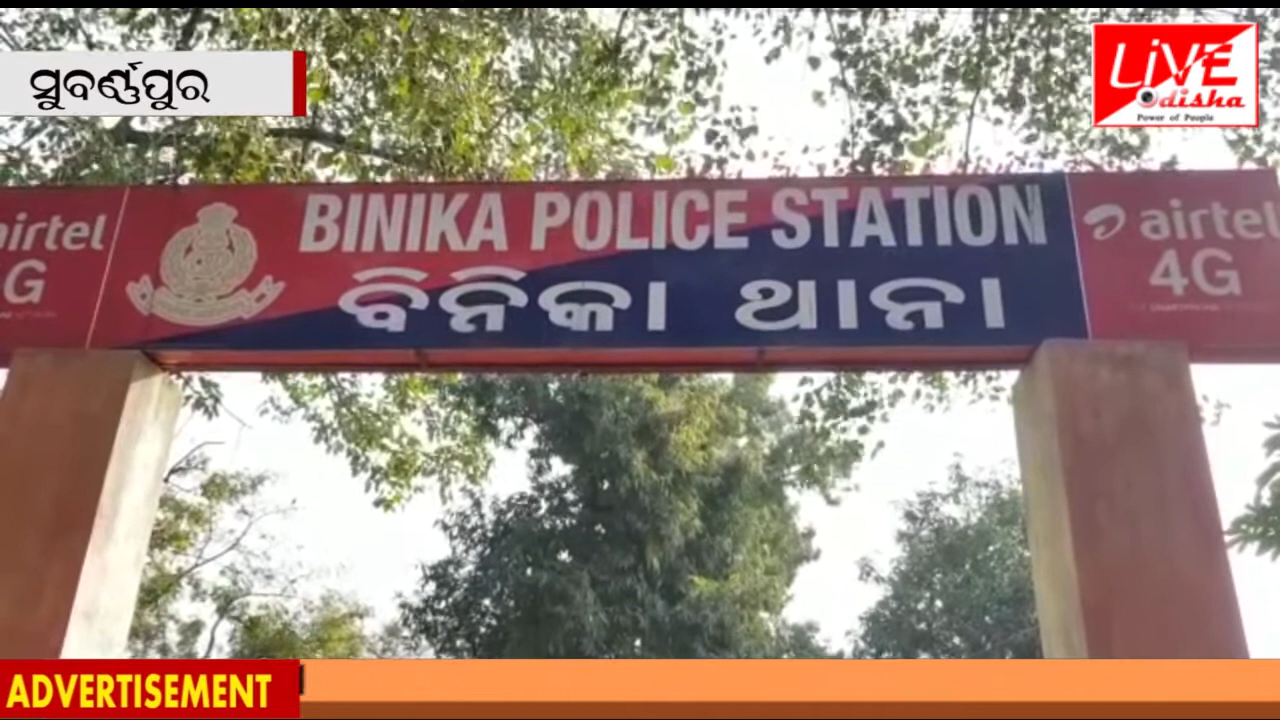 ସୁବର୍ଣ୍ଣପୁର
LiVE
Odisha
Power of People
airtel
4G
BINIKA POLICE STATION
ବିନିକା ଥାନା
airtel
4G
ADVERTISEMENT